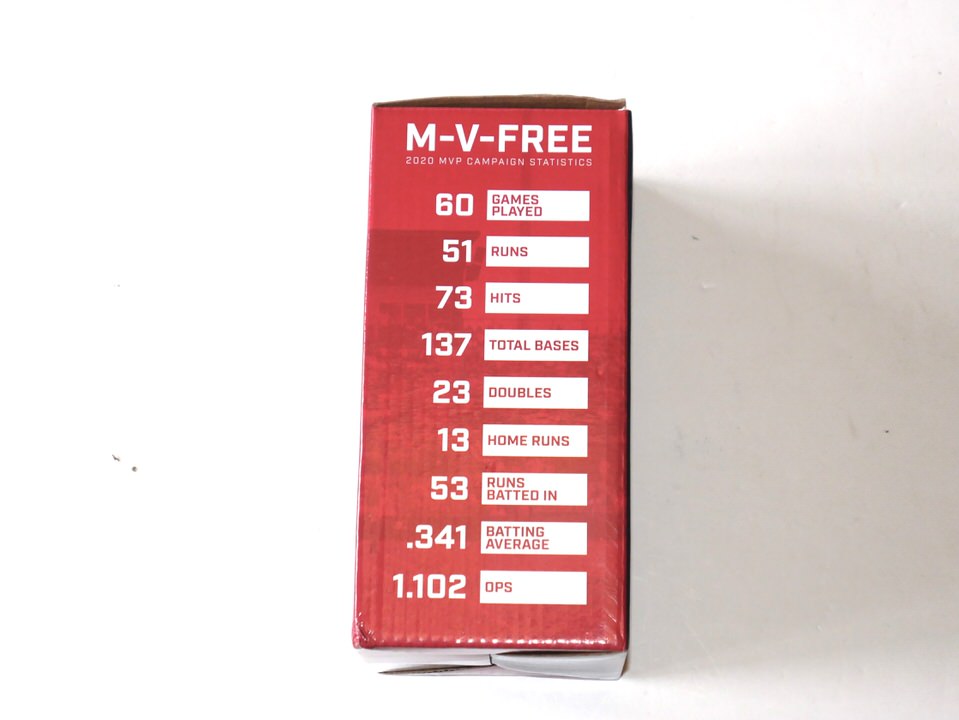 M-V-FREE
2020 MVP CAMPAIGN STATISTICS
60 GAMES PLAYED
51 RUNS
73 HITS
137 TOTAL BASES
23 DOUBLES
13 HOME RUNS
53 RUNS BATTED IN
.341 BATTING AVERAGE
1.102 OPS